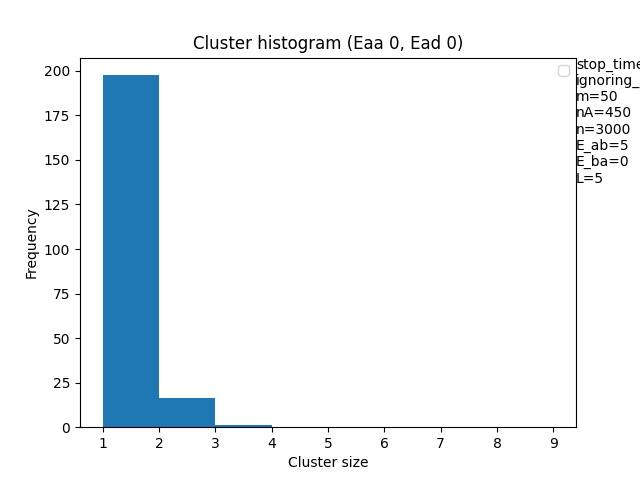 Cluster histogram (Eaa 0, Ead 0)
200
175
150
125
100
75
50
25
0
Frequency
1 2 3 4 5 6 7 8 9
Cluster size
stop_time
ignoring_
m=50
nA=450
n=3000
E_ab=5
E_ba=0
L=5